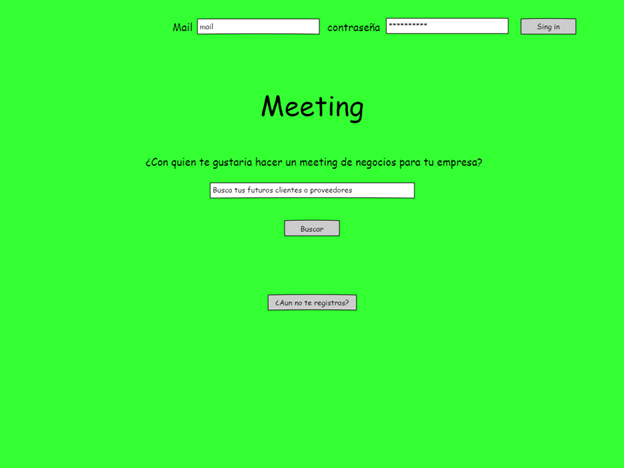 Mail mail contraseña ********** Sing in
Meeting
¿Con quien te gustaria hacer un meeting de negocios para tu empresa?
Busca tus futuros clientes o proveedores
Buscar
¿Aun no te registras?